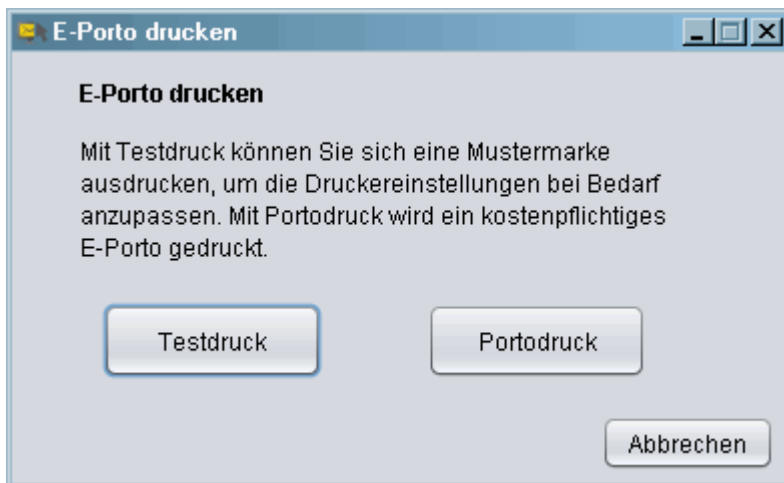 E-Porto drucken
E-Porto drucken
Mit Testdruck können Sie sich eine Mustermarke
ausdrucken, um die Druckereinstellungen bei Bedarf
anzupassen. Mit Portodruck wird ein kostenpflichtiges
E-Porto gedruckt.
Testdruck
Portodruck
Abbrechen